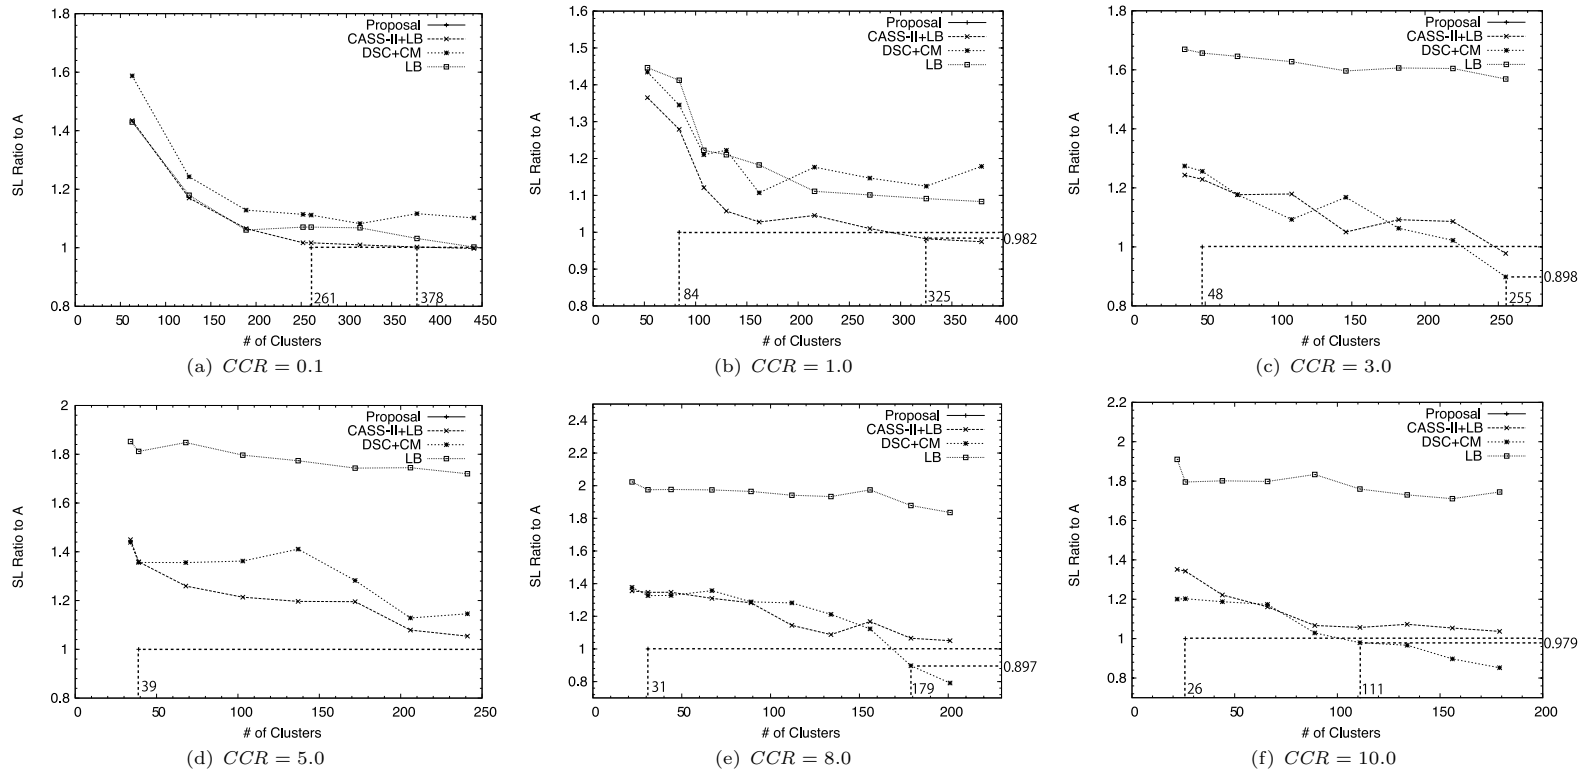 1.8
1.6
1.4
1.2
1
0.8
SL Ratio to A
Proposal
CASS-II+LB
DSC+CM
LB
261
378
0 50 100 150 200 250 300 350 400 450
# of Clusters
(a) CCR = 0.1
1.6
1.5
1.4
1.3
1.2
1.1
1
0.9
0.8
SL Ratio to A
Proposal
CASS-II+LB
DSC+CM
LB
0.982
84
325
0 50 100 150 200 250 300 350 400
# of Clusters
(b) CCR = 1.0
1.8
1.6
1.4
1.2
1
0.8
SL Ratio to A
Proposal
CASS-II+LB
DSC+CM
LB
0.898
48
255
0 50 100 150 200 250
# of Clusters
(c) CCR = 3.0
2
1.8
1.6
1.4
1.2
1
0.8
SL Ratio to A
Proposal
CASS-II+LB
DSC+CM
LB
39
0 50 100 150 200 250
# of Clusters
(d) CCR = 5.0
2.4
2.2
2
1.8
1.6
1.4
1.2
1
0.8
SL Ratio to A
Proposal
CASS-II+LB
DSC+CM
LB
0.897
31
179
0 50 100 150 200
# of Clusters
(e) CCR = 8.0
2.2
2
1.8
1.6
1.4
1.2
1
0.8
SL Ratio to A
Proposal
CASS-II+LB
DSC+CM
LB
0.979
26
111
0 50 100 150 200
# of Clusters
(f) CCR = 10.0